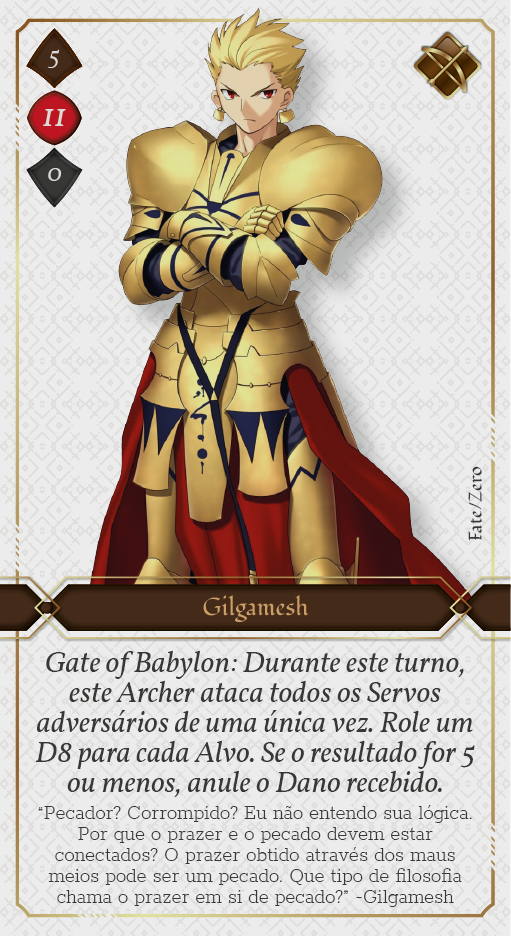 5
II
0
Fate/Zero
Gilgamesh
Gate of Babylon: Durante este turno,
este Archer ataca todos os Servos
adversários de uma única vez. Role um
D8 para cada Alvo. Se o resultado for 5
ou menos, anule o Dano recebido.
“Pecador? Corrompido? Eu não entendo sua lógica.
Por que o prazer e o pecado devem estar
conectados? O prazer obtido através dos maus
meios pode ser um pecado. Que tipo de filosofia
chama o prazer em si de pecado?” -Gilgamesh